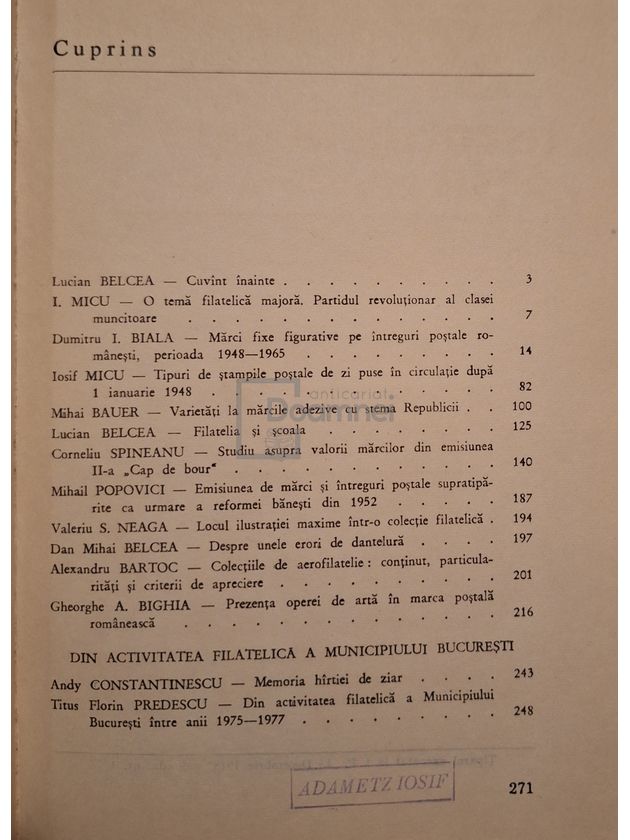 Cuprins
Lucian BELCEA — Cuvînt înainte . . . . . . . . . . 3
I. MICU — O temă filatelică majoră. Partidul revoluționar al clasei
muncitoare . . . . . . . . . . . . . . 7
Dumitru I. BIALA — Mărci fixe figurative pe întreguri poștale ro-
mânești, perioada 1948—1965 . . . . . . . . . 14
Iosif MICU — Tipuri de ștampile poștale de zi puse în circulație după
1 ianuarie 1948 . . . . . . . . . . . . . 82
Mihai BAUER — Varietăți la mărcile adezive cu stema Republicii . . 100
Lucian BELCEA — Filatelia și școala . . . . . . . . . 125
Corneliu SPINEANU — Studiu asupra valorii mărcilor din emisiunea
II-a „Cap de bour“ . . . . . . . . . . . . 140
Mihail POPOVICI — Emisiunea de mărci și întreguri poștale supratipă-
rite ca urmare a reformei bănești din 1952 . . . . . 187
Valeriu S. NEAGA — Locul ilustrației maxime într-o colecție filatelică . 194
Dan Mihai BELCEA — Despre unele erori de dantelură . . . . 197
Alexandru BARTOC — Colecțiile de aerofilatelie : conținut, particula-
rități și criterii de apreciere . . . . . . . . . . 201
Gheorghe A. BIGHIA — Prezența operei de artă în marca poștală
românească . . . . . . . . . . . . . . 216
DIN ACTIVITATEA FILATELICĂ A MUNICIPIULUI BUCUREȘTI
Andy CONSTANTINESCU — Memoria hîrtiei de ziar . . . . 243
Titus Florin PREDESCU — Din activitatea filatelică a Municipiului
București între anii 1975—1977 . . . . . . . . . 248
ADAMETZ IOSIF
271
anticariat
Doamnei